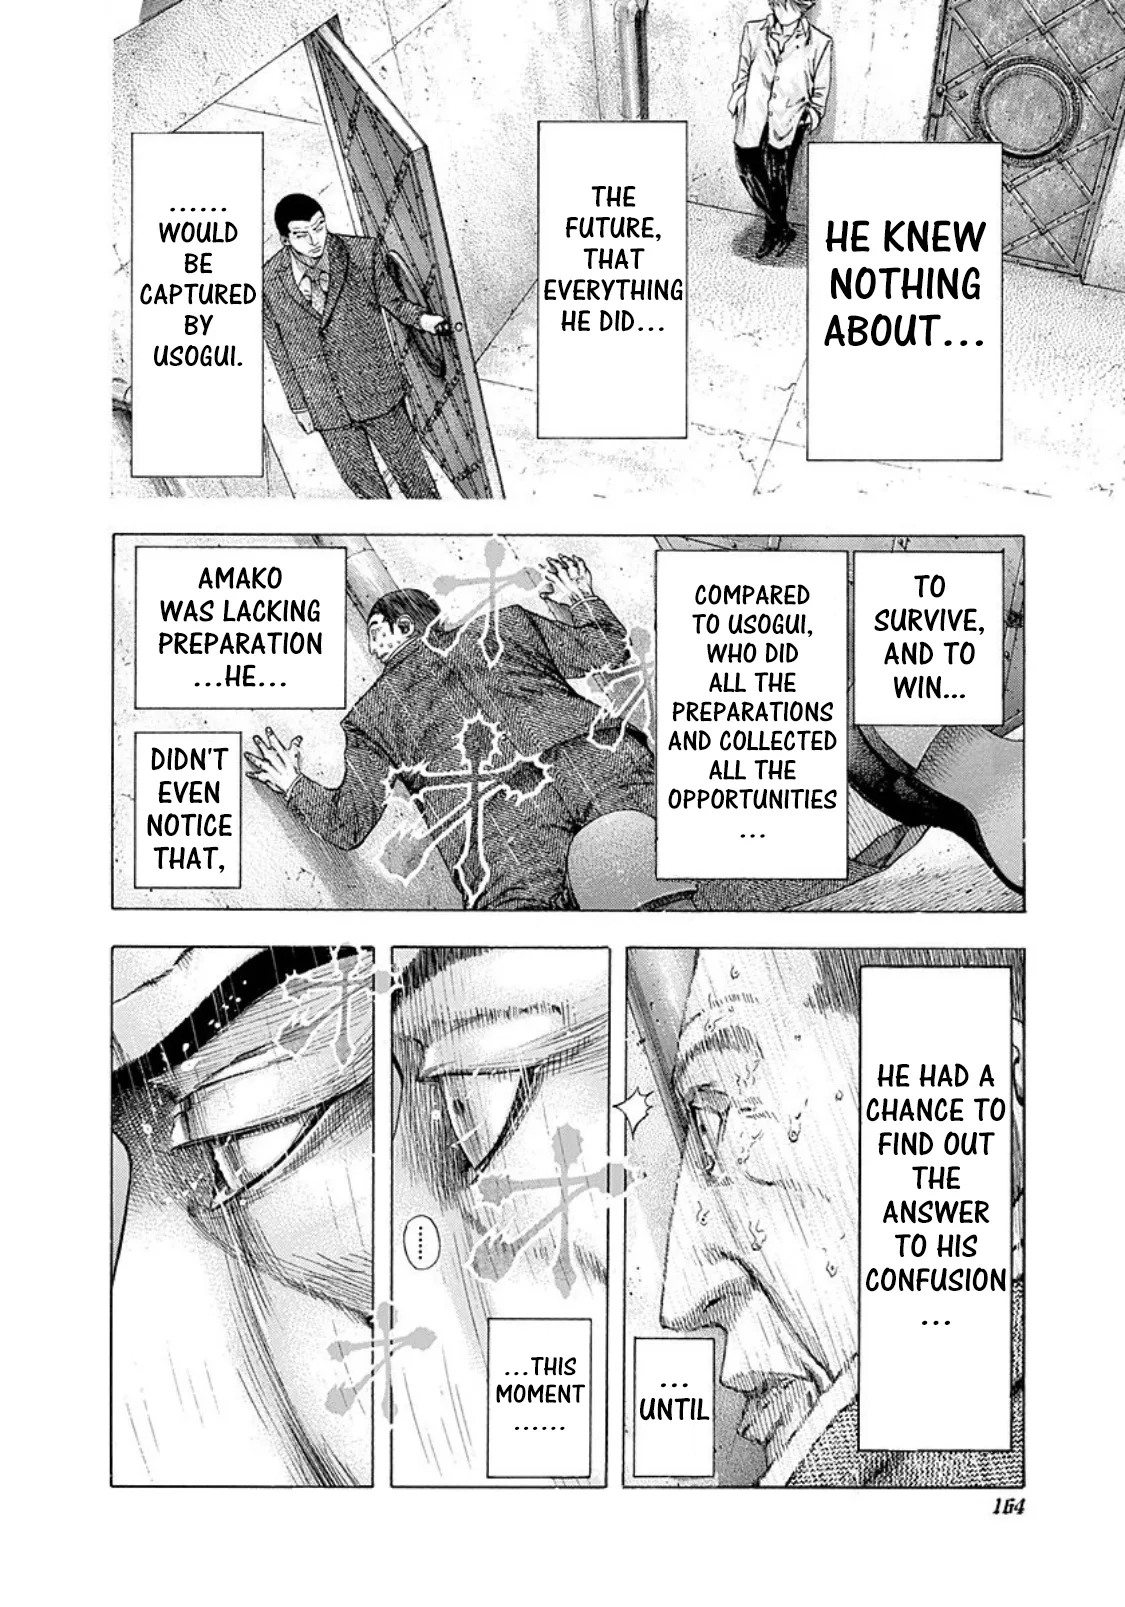 HE KNEW
NOTHING
ABOUT...
THE
FUTURE,
THAT
EVERYTHING
HE DID...
......
WOULD
BE
CAPTURED
BY
USOGUI.
TO
SURVIVE,
AND TO
WIN...
COMPARED
TO USOGUI,
WHO DID
ALL THE
PREPARATIONS
AND COLLECTED
ALL THE
OPPORTUNITIES
...
AMAKO
WAS LACKING
PREPARATION
...HE...
DIDN'T
EVEN
NOTICE
THAT,
HE HAD A
CHANCE TO
FIND OUT
THE
ANSWER
TO HIS
CONFUSION
...
...
UNTIL
......
...THIS
MOMENT
......
164